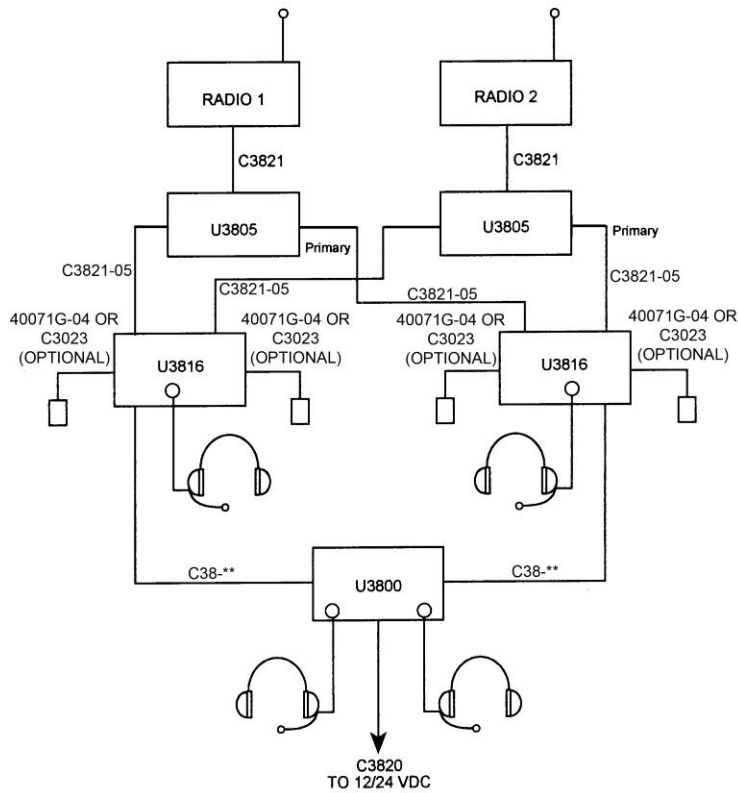 RADIO 1
RADIO 2
C3821
C3821
U3805
U3805
Primary
Primary
C3821-05
C3821-05
C3821-05
C3821-05
40071G-04 OR
C3023
(OPTIONAL)
40071G-04 OR
C3023
(OPTIONAL)
40071G-04 OR
C3023
(OPTIONAL)
40071G-04 OR
C3023
(OPTIONAL)
U3816
U3816
C38-**
C38-**
U3800
C3820
TO 12/24 VDC